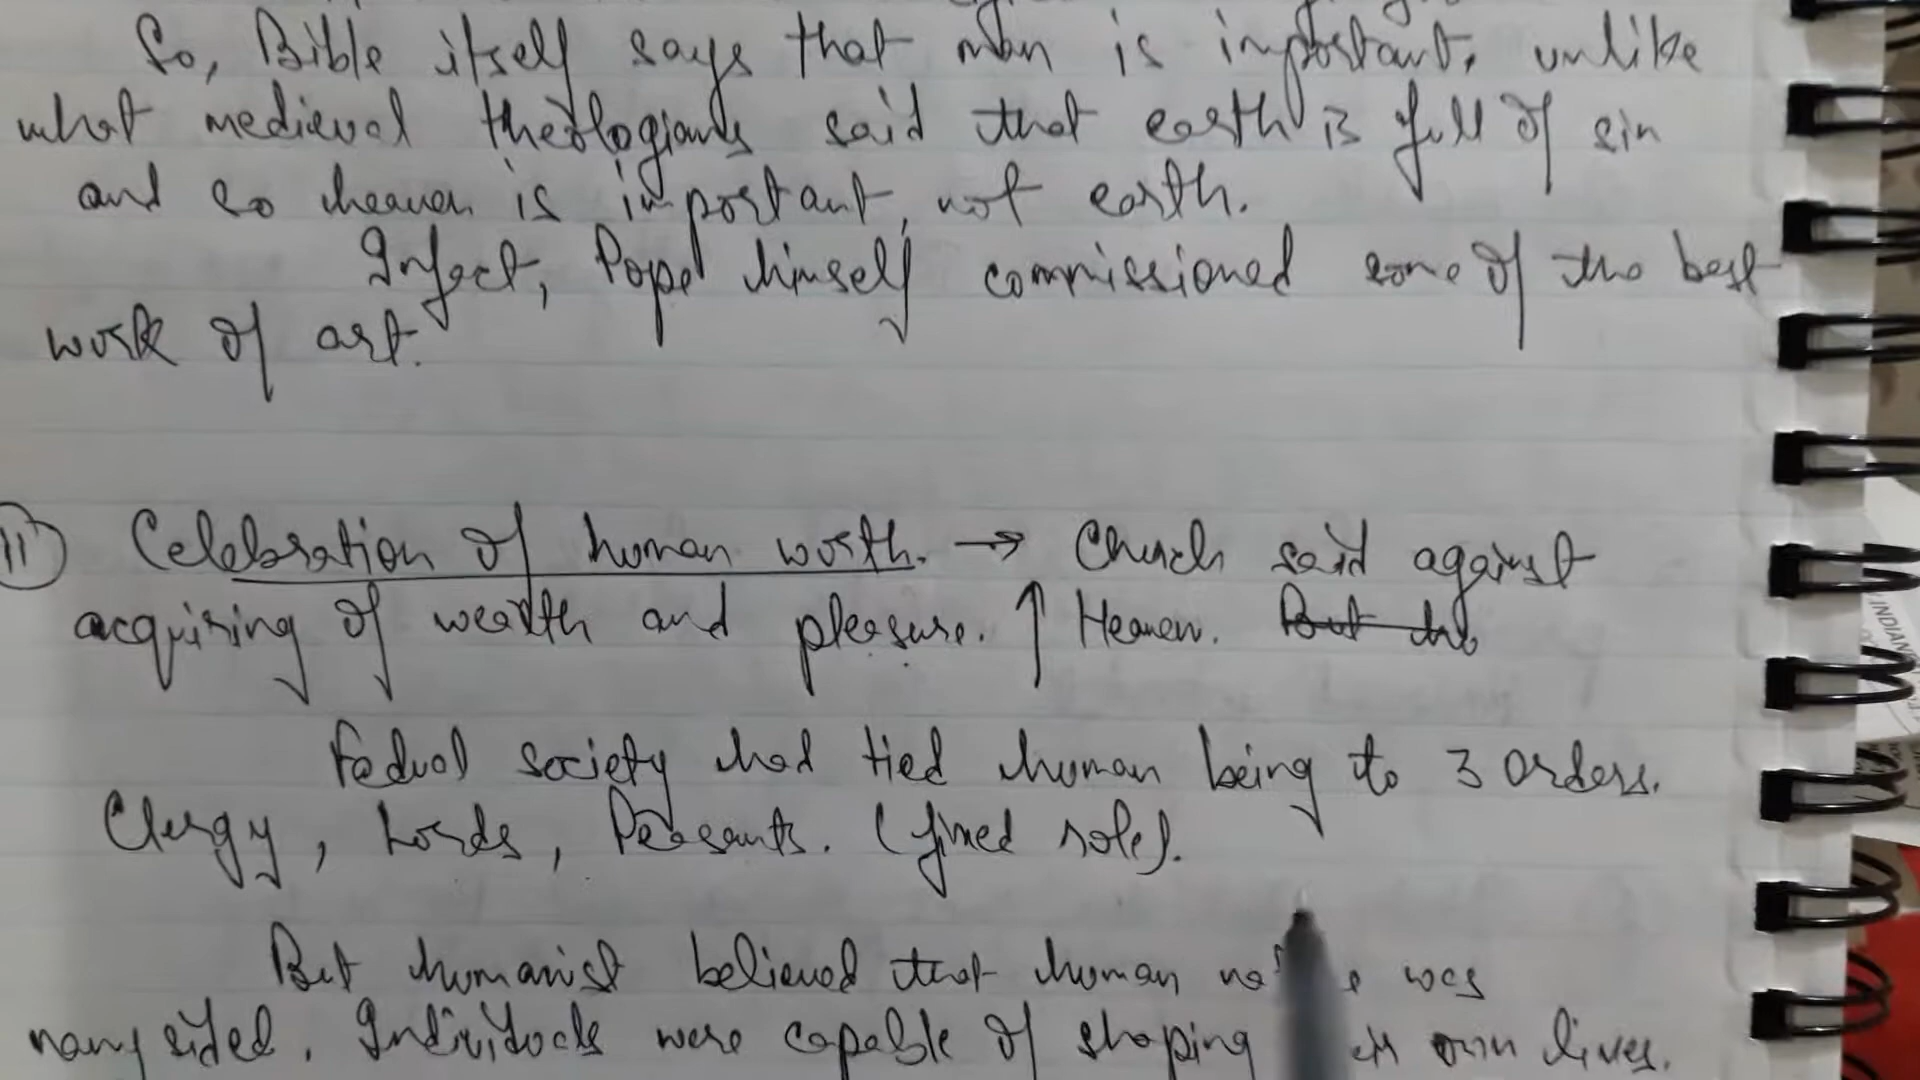 So, Bible itself says that man is important, unlike
what medieval theologians said that earth is full of sin
and so heaven is important, not earth.
Infact, Pope himself commissioned some of the best
work of art.
11 Celebration of human worth. → Church said against
acquiring of wealth and pleasure. ↑ Heaven. But the
Fedual society had tied human being to 3 orders.
Clergy, Lords, Peasants. (fixed role).
But humanist believed that human was
many sided. Individuals were capable of shaping own lives.
INDIAN